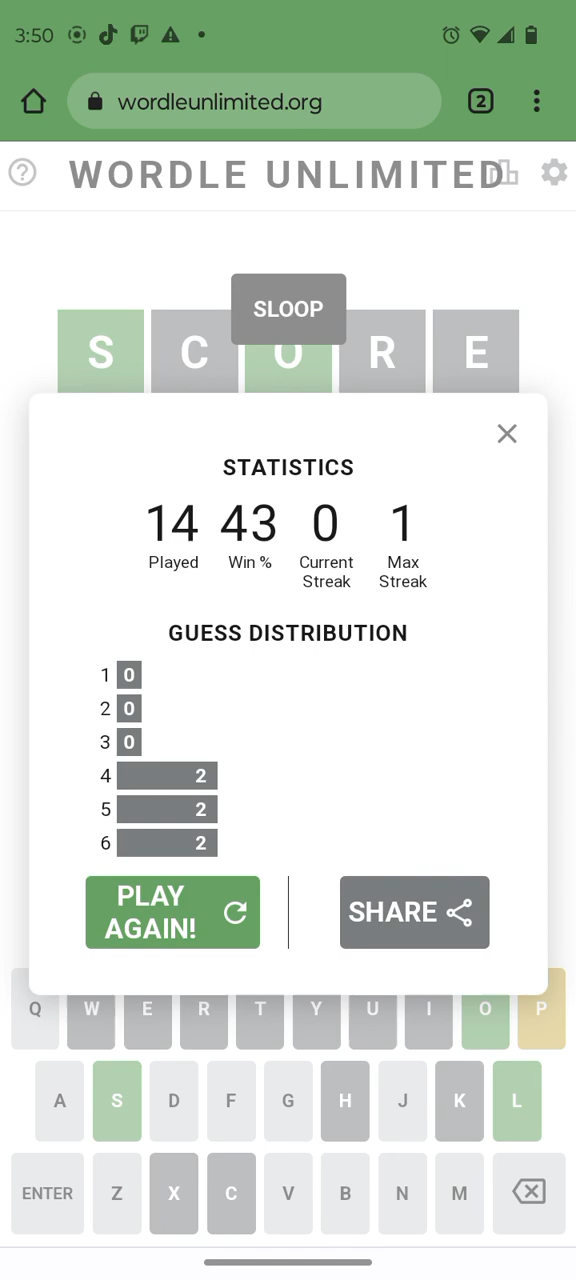 3:50
wordleunlimited.org
2
WORDLE UNLIMITED
SLOOP
S C O R E
STATISTICS
14 43 0 1
Played Win % Current Streak Max Streak
GUESS DISTRIBUTION
1 0
2 0
3 0
4 2
5 2
6 2
PLAY AGAIN!
SHARE
Q W E R T Y U I O P
A S D F G H J K L
ENTER Z X C V B N M